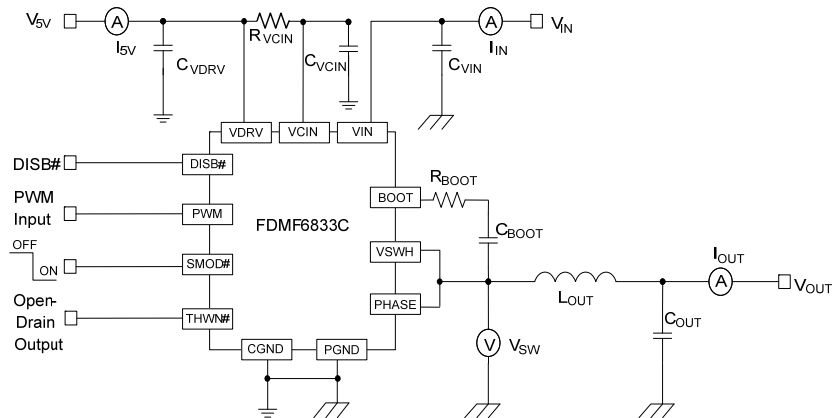 V5V
A
I5V
RVCIN
CVDRV
CVCIN
CVIN
A
IIN
VIN
VDRV
VCIN
VIN
DISB#
DISB#
PWM
Input
PWM
OFF
ON
SMOD#
Open-
Drain
Output
THWN#
FDMF6833C
BOOT
RBOOT
CBOOT
VSWH
PHASE
CGND
PGND
V
VSW
LOUT
COUT
IOUT
A
VOUT